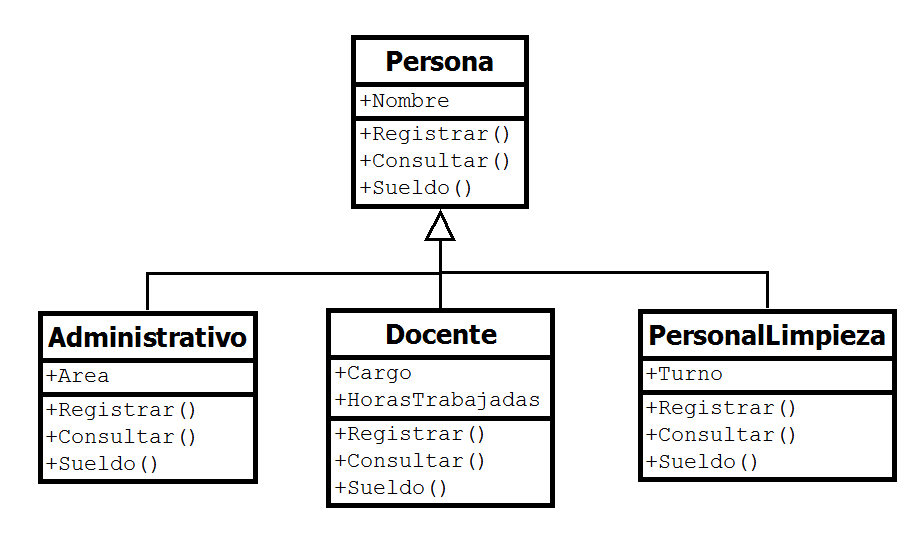 Persona
+Nombre
+Registrar()
+Consultar()
+Sueldo()
Administrativo
+Area
+Registrar()
+Consultar()
+Sueldo()
Docente
+Cargo
+HorasTrabajadas
+Registrar()
+Consultar()
+Sueldo()
PersonalLimpieza
+Turno
+Registrar()
+Consultar()
+Sueldo()